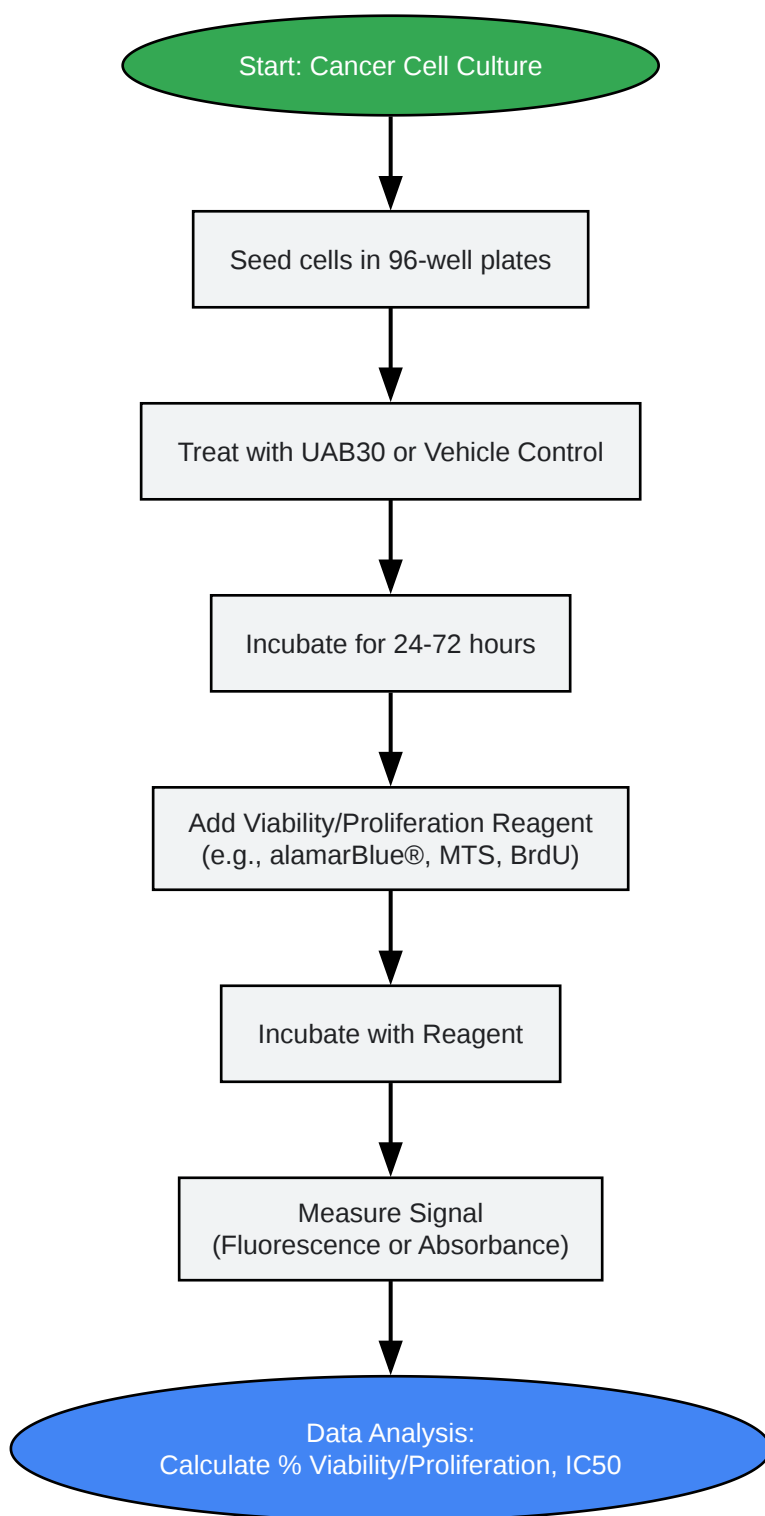 Start: Cancer Cell Culture
Seed cells in 96-well plates
Treat with UAB30 or Vehicle Control
Incubate for 24-72 hours
Add Viability/Proliferation Reagent
(e.g., alamarBlue®, MTS, BrdU)
Incubate with Reagent
Measure Signal
(Fluorescence or Absorbance)
Data Analysis:
Calculate % Viability/Proliferation, IC50